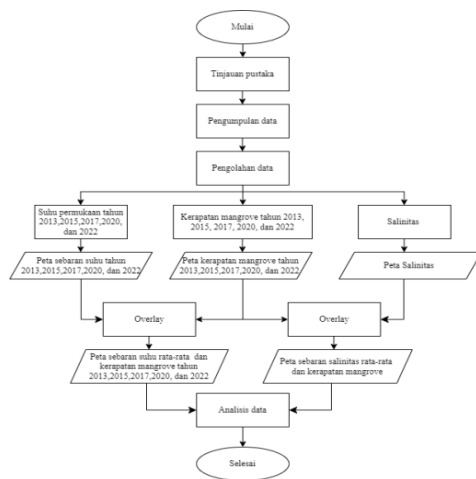 Mulai
Tinjauan pustaka
Pengumpulan data
Pengolahan data
Suhu permukaan tahun
2013,2015,2017,2020,
dan 2022
Kerapatan mangrove tahun 2013,
2015, 2017, 2020, dan 2022
Salinitas
Peta sebaran suhu tahun
2013,2015,2017,2020, dan 2022
Peta kerapatan mangrove tahun
2013,2015,2017,2020, dan 2022
Peta Salinitas
Overlay
Overlay
Peta sebaran suhu rata-rata dan
kerapatan mangrove tahun
2013,2015,2017,2020, dan 2022
Peta sebaran salinitas rata-rata
dan kerapatan mangrove
Analisis data
Selesai